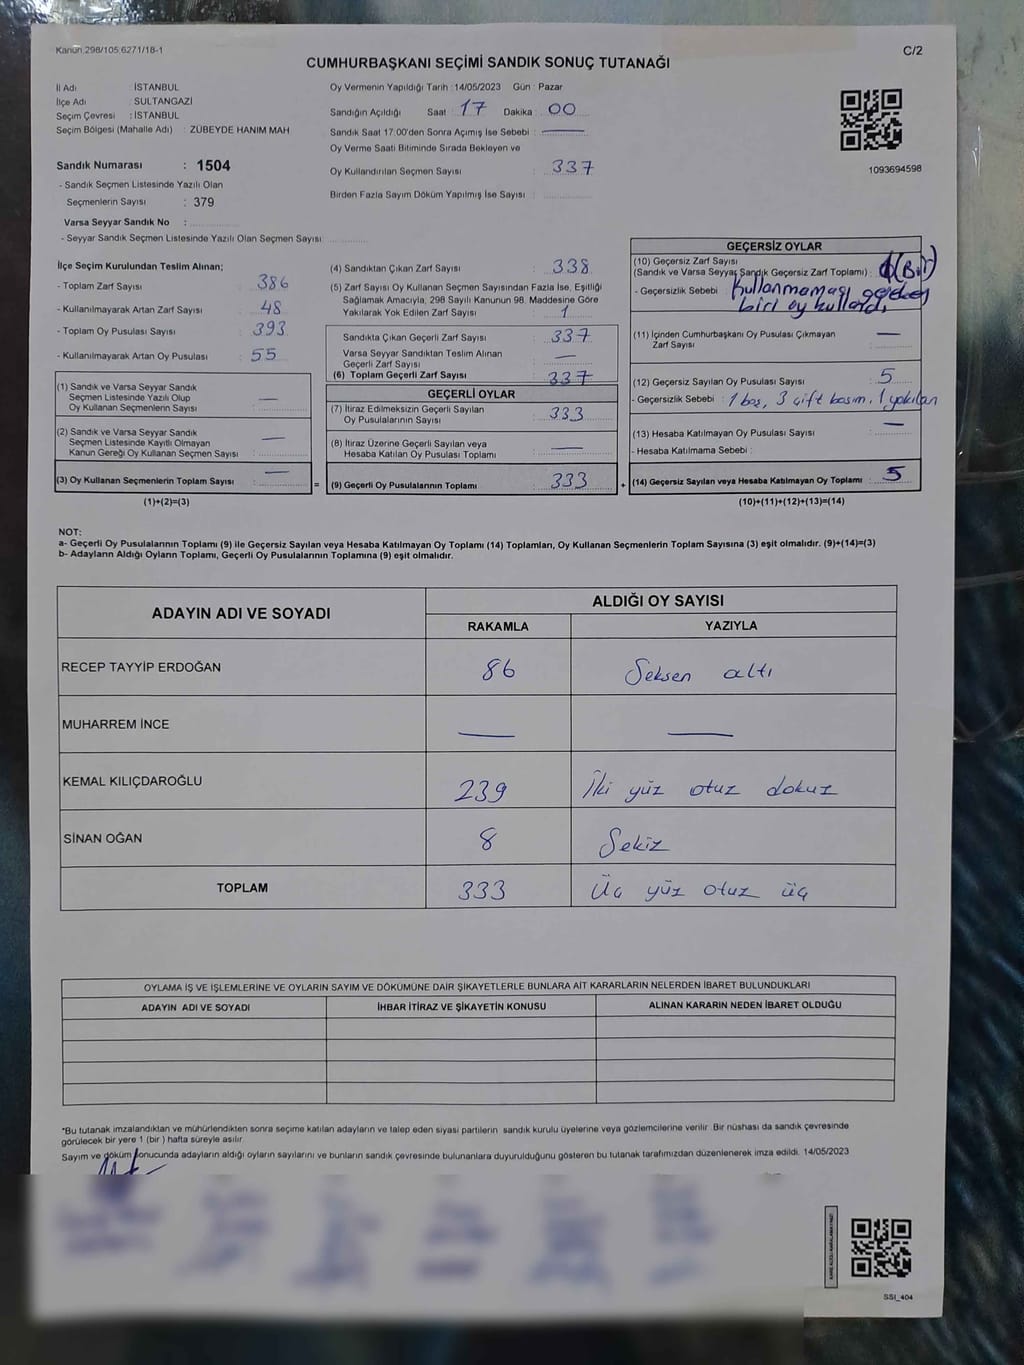 Kanun 298/105,6271/18-1
C/2
CUMHURBAŞKANI SEÇİMİ SANDIK SONUÇ TUTANAĞI
İl Adı : İSTANBUL
İlçe Adı : SULTANGAZİ
Seçim Çevresi : İSTANBUL
Seçim Bölgesi (Mahalle Adı) : ZÜBEYDE HANIM MAH
Sandık Numarası : 1504
- Sandık Seçmen Listesinde Yazılı Olan
Seçmenlerin Sayısı : 379
Varsa Seyyar Sandık No :
- Seyyar Sandık Seçmen Listesinde Yazılı Olan Seçmen Sayısı:
Oy Vermenin Yapıldığı Tarih : 14/05/2023 Gün : Pazar
Sandığın Açıldığı Saat : 17 Dakika : 00
Sandık Saat 17.00'den Sonra Açımış İse Sebebi : —
Oy Verme Saati Bitiminde Sırada Bekleyen ve
Oy Kullandırılan Seçmen Sayısı : 337
Birden Fazla Sayım Döküm Yapılmış İse Sayısı :
1093694598
İlçe Seçim Kurulundan Teslim Alınan;
- Toplam Zarf Sayısı : 386
- Kullanılmayarak Artan Zarf Sayısı : 48
- Toplam Oy Pusulası Sayısı : 393
- Kullanılmayarak Artan Oy Pusulası : 55
(1) Sandık ve Varsa Seyyar Sandık
Seçmen Listesinde Yazılı Olup
Oy Kullanan Seçmenlerin Sayısı : —
(2) Sandık ve Varsa Seyyar Sandık
Seçmen Listesinde Kayıtlı Olmayan
Kanun Gereği Oy Kullanan Seçmen Sayısı : —
(3) Oy Kullanan Seçmenlerin Toplam Sayısı : —
=
(1)+(2)=(3)
(4) Sandıktan Çıkan Zarf Sayısı : 338
(5) Zarf Sayısı Oy Kullanan Seçmen Sayısından Fazla İse, Eşitliği
Sağlamak Amacıyla, 298 Sayılı Kanunun 98. Maddesine Göre
Yakılarak Yok Edilen Zarf Sayısı : 1
Sandıkta Çıkan Geçerli Zarf Sayısı : 337
Varsa Seyyar Sandıktan Teslim Alınan
Geçerli Zarf Sayısı : —
(6) Toplam Geçerli Zarf Sayısı : 337
GEÇERLİ OYLAR
(7) İtiraz Edilmeksizin Geçerli Sayılan
Oy Pusulalarının Sayısı : 333
(8) İtiraz Üzerine Geçerli Sayılan veya
Hesaba Katılan Oy Pusulası Toplamı : —
(9) Geçerli Oy Pusulalarının Toplamı : 333
+
GEÇERSİZ OYLAR
(10) Geçersiz Zarf Sayısı
(Sandık ve Varsa Seyyar Sandık Geçersiz Zarf Toplamı) : (Bir)
- Geçersizlik Sebebi : Kullanmaması gereken
biri oy kullandı.
(11) İçinden Cumhurbaşkanı Oy Pusulası Çıkmayan
Zarf Sayısı : —
(12) Geçersiz Sayılan Oy Pusulası Sayısı : 5
- Geçersizlik Sebebi : 1 boş, 3 çift basım, 1 yakılan
(13) Hesaba Katılmayan Oy Pusulası Sayısı : —
- Hesaba Katılmama Sebebi :
(14) Geçersiz Sayılan veya Hesaba Katılmayan Oy Toplamı : 5
(10)+(11)+(12)+(13)=(14)
NOT:
a- Geçerli Oy Pusulalarının Toplamı (9) ile Geçersiz Sayılan veya Hesaba Katılmayan Oy Toplamı (14) Toplamları, Oy Kullanan Seçmenlerin Toplam Sayısına (3) eşit olmalıdır. (9)+(14)=(3)
b- Adayların Aldığı Oyların Toplamı, Geçerli Oy Pusulalarının Toplamına (9) eşit olmalıdır.
ADAYIN ADI VE SOYADI
ALDIĞI OY SAYISI
RAKAMLA YAZIYLA
RECEP TAYYİP ERDOĞAN 86 Seksen altı
MUHARREM İNCE — —
KEMAL KILIÇDAROĞLU 239 İki yüz otuz dokuz
SİNAN OĞAN 8 Sekiz
TOPLAM 333 Üç yüz otuz üç
OYLAMA İŞ VE İŞLEMLERİNE VE OYLARIN SAYIM VE DÖKÜMÜNE DAİR ŞİKAYETLERLE BUNLARA AİT KARARLARIN NELERDEN İBARET BULUNDUKLARI
ADAYIN ADI VE SOYADI İHBAR İTİRAZ VE ŞİKAYETİN KONUSU ALINAN KARARIN NEDEN İBARET OLDUĞU
*Bu tutanak imzalandıktan ve mühürlendikten sonra seçime katılan adayların ve talep eden siyasi partilerin sandık kurulu üyelerine veya gözlemcilerine verilir. Bir nüshası da sandık çevresinde
görülecek bir yere 1 (bir) hafta süreyle asılır.
Sayım ve döküm sonucunda adayların aldığı oyların sayılarını ve bunların sandık çevresinde bulunanlara duyurulduğunu gösteren bu tutanak tarafımızdan düzenlenerek imza edildi. 14/05/2023
SSI_404